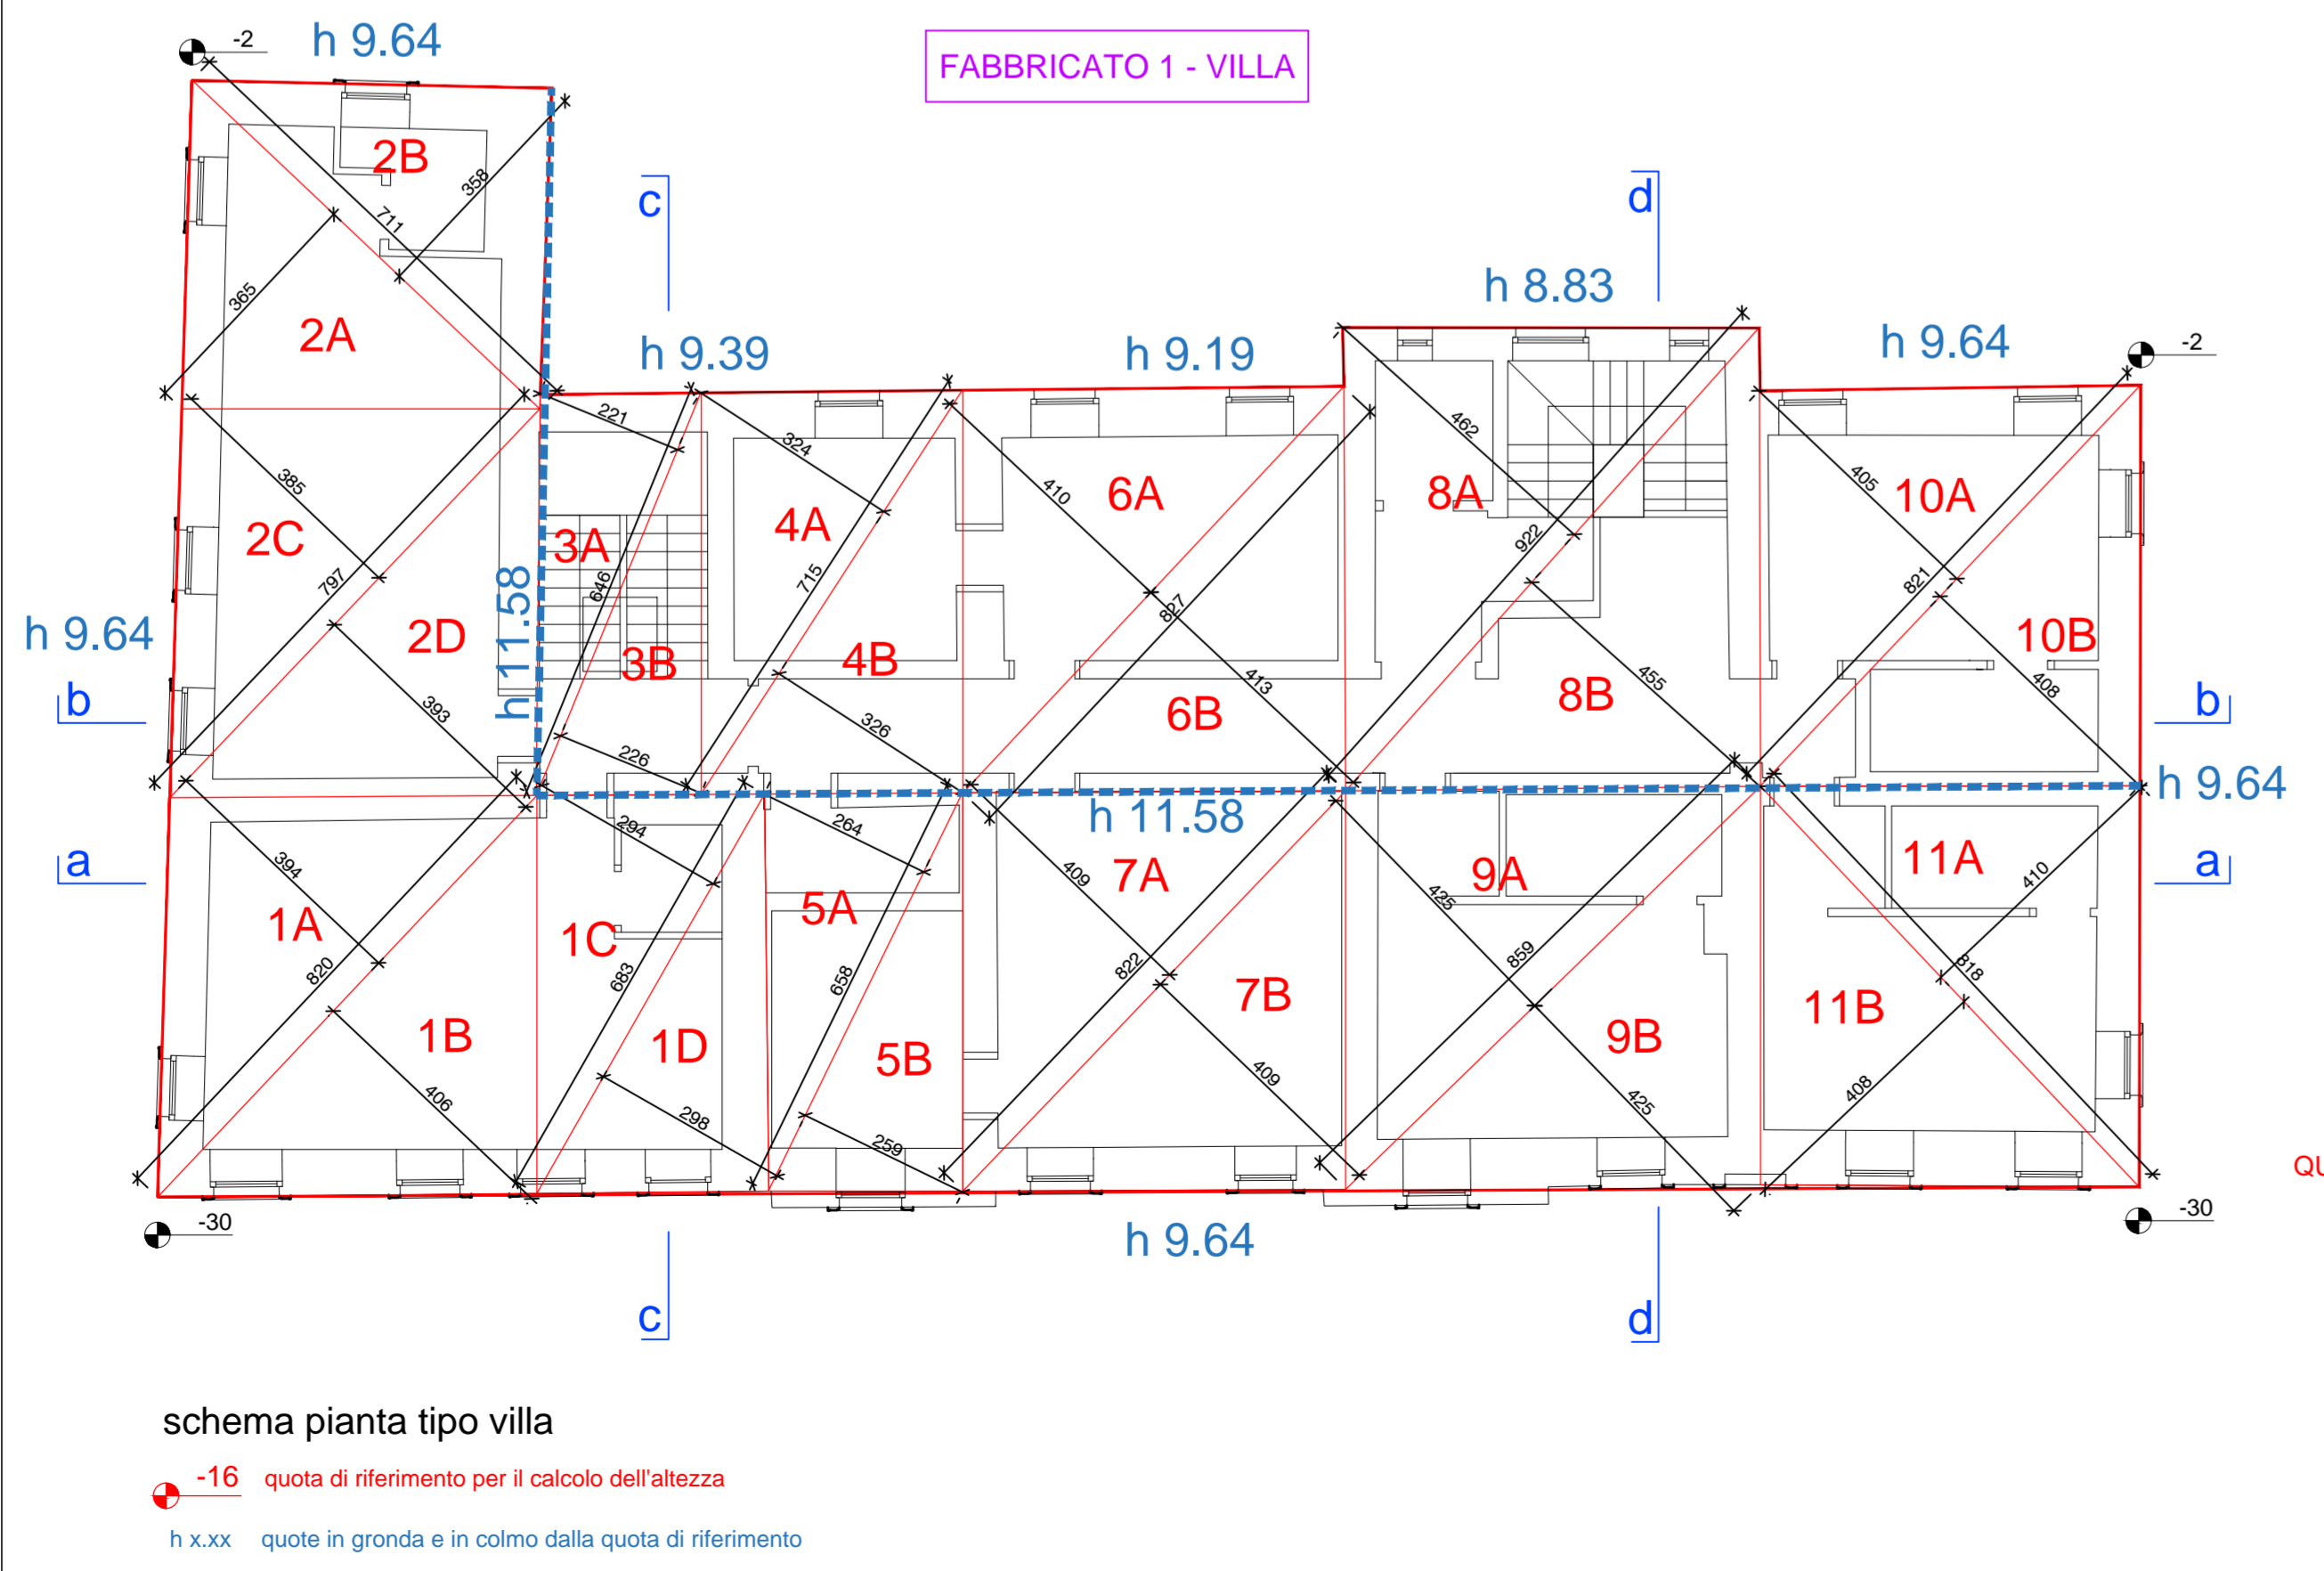 -2
h 9.64
FABBRICATO 1 - VILLA
2B
358
711
c
d
365
2A
h 8.83
h 9.39
h 9.19
h 9.64
-2
221
324
462
385
410
405
2C
3A
4A
6A
8A
10A
797
646
715
827
922
821
h 11.58
h 9.64
2D
3B
4B
6B
8B
10B
b
393
226
326
413
455
408
b
h 9.64
294
264
h 11.58
a
394
409
7A
425
9A
11A
410
a
1A
1C
5A
820
683
658
822
859
818
1B
1D
5B
7B
9B
11B
406
298
259
409
425
408
QU
-30
-30
h 9.64
c
d
schema pianta tipo villa
-16 quota di riferimento per il calcolo dell'altezza
h x.xx quote in gronda e in colmo dalla quota di riferimento